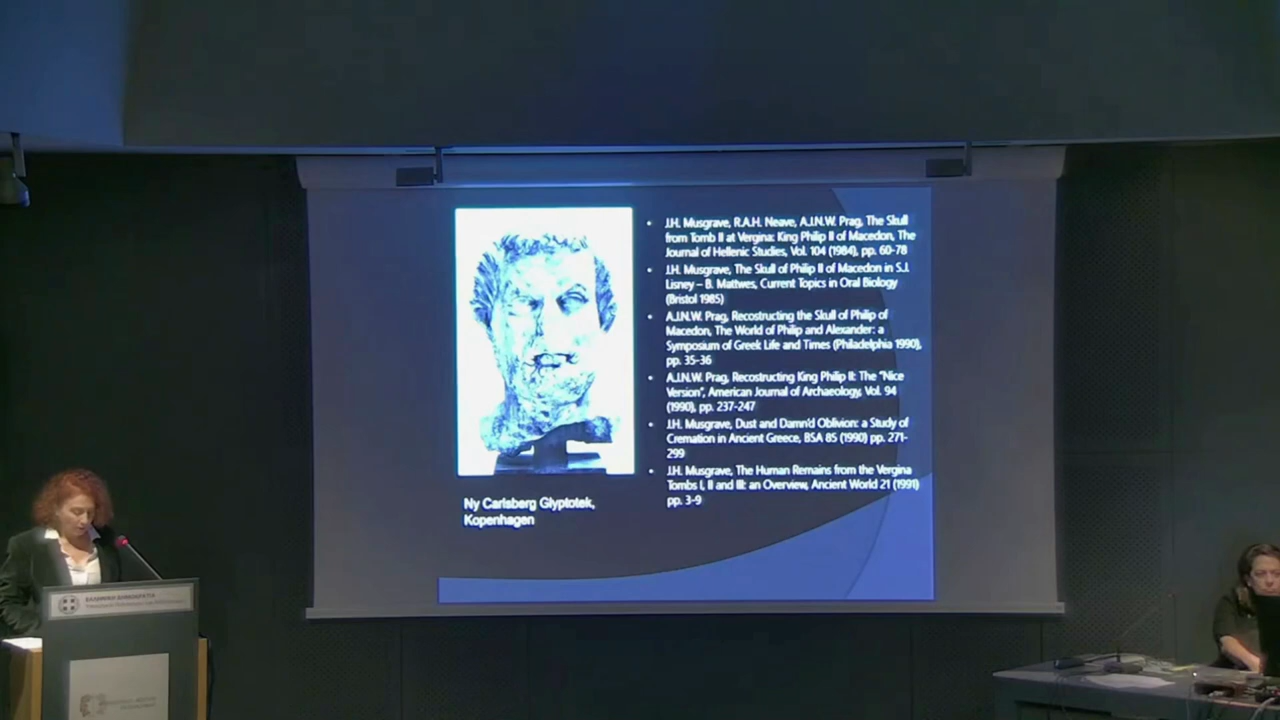 J.H. Musgrave, R.A.H. Neave, A.J.N.W. Prag, The Skull
from Tomb II at Vergina: King Philip II of Macedon, The
Journal of Hellenic Studies, Vol. 104 (1984), pp. 60-78
J.H. Musgrave, The Skull of Philip II of Macedon in S.J.
Lisney – B. Mattwes, Current Topics in Oral Biology
(Bristol 1985)
A.J.N.W. Prag, Recostructing the Skull of Philip of
Macedon, The World of Philip and Alexander: a
Symposium of Greek Life and Times (Philadelphia 1990),
pp. 35-36
A.J.N.W. Prag, Recostructing King Philip II: The "Nice
Version", American Journal of Archaeology, Vol. 94
(1990), pp. 237-247
J.H. Musgrave, Dust and Damn'd Oblivion: a Study of
Cremation in Ancient Greece, BSA 85 (1990) pp. 271-
299
J.H. Musgrave, The Human Remains from the Vergina
Tombs I, II and III: an Overview, Ancient World 21 (1991)
pp. 3-9
Ny Carlsberg Glyptotek,
Kopenhagen
ΕΛΛΗΝΙΚΗ ΔΗΜΟΚΡΑΤΙΑ